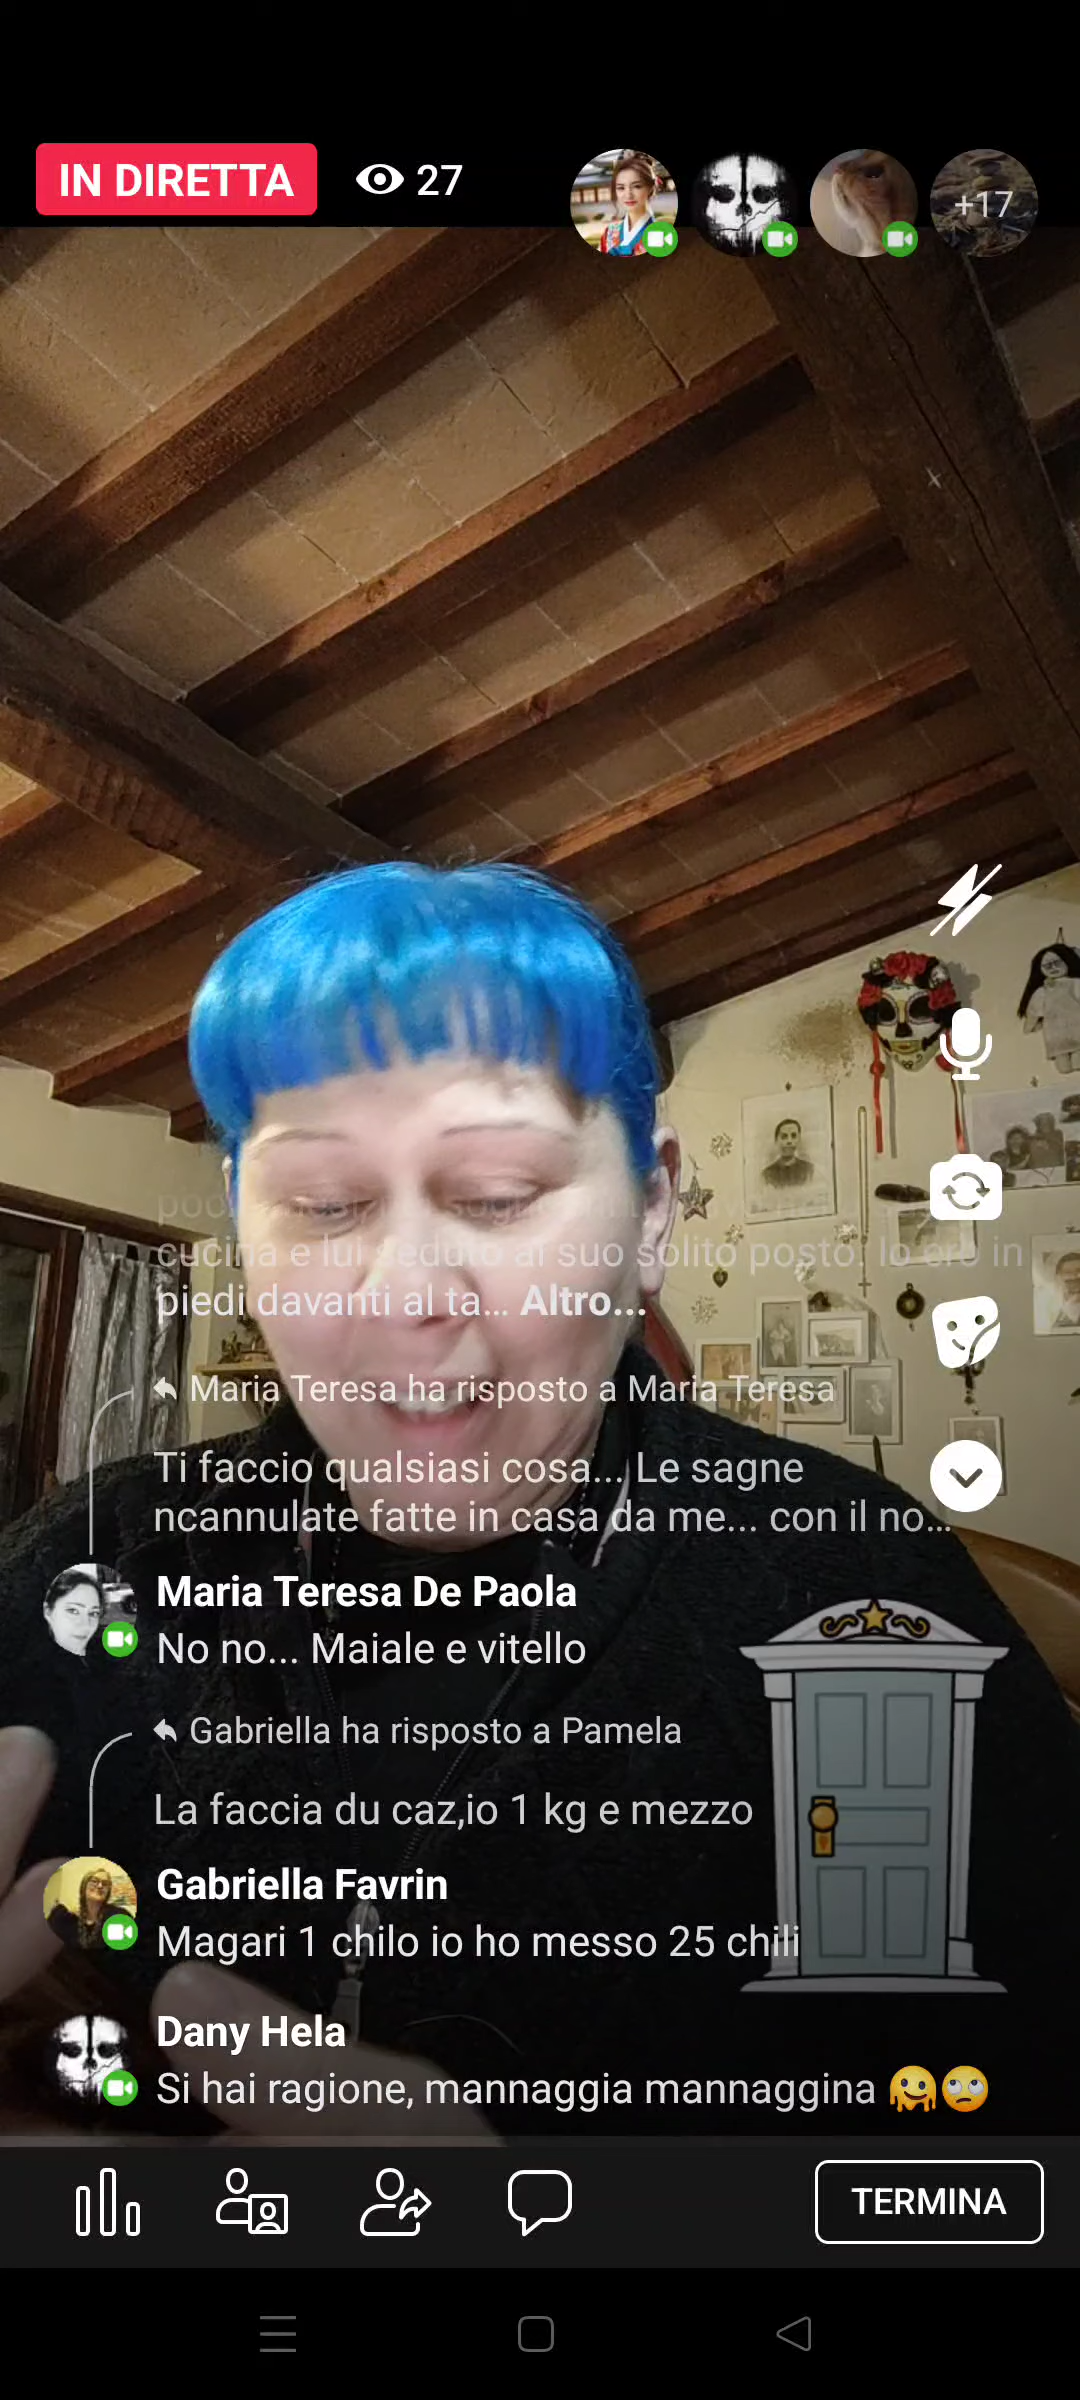 IN DIRETTA
27
+17
cucina e lui seduto al suo solito posto. Io ero in
piedi davanti al ta... Altro...
Maria Teresa ha risposto a Maria Teresa
Ti faccio qualsiasi cosa... Le sagne
ncannulate fatte in casa da me... con il no...
Maria Teresa De Paola
No no... Maiale e vitello
Gabriella ha risposto a Pamela
La faccia du caz,io 1 kg e mezzo
Gabriella Favrin
Magari 1 chilo io ho messo 25 chili
Dany Hela
Si hai ragione, mannaggia mannaggina 🫠🙄
TERMINA